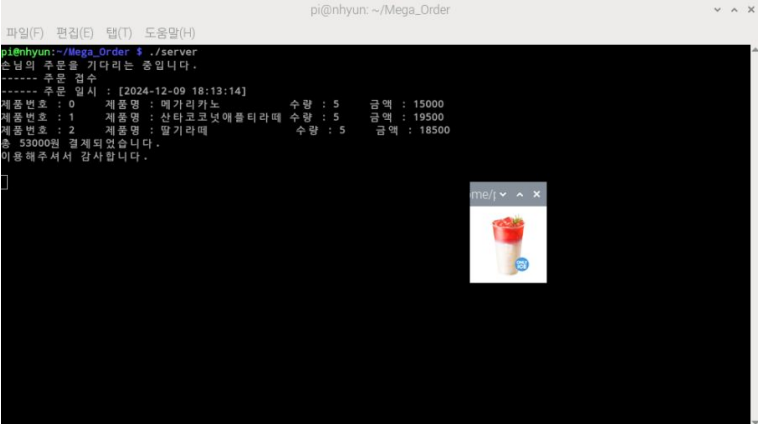 pi@nhyun: ~/Mega_Order
파일(F) 편집(E) 탭(T) 도움말(H)
pi@nhyun:~/Mega_Order $ ./server
손님의 주문을 기다리는 중입니다.
------ 주문 접수
------ 주문 일시 : [2024-12-09 18:13:14]
제품번호 : 0 제품명 : 메가리카노 수량 : 5 금액 : 15000
제품번호 : 1 제품명 : 산타코코넛애플티라떼 수량 : 5 금액 : 19500
제품번호 : 2 제품명 : 딸기라떼 수량 : 5 금액 : 18500
총 53000원 결제되었습니다.
이용해주셔서 감사합니다.
ome/p